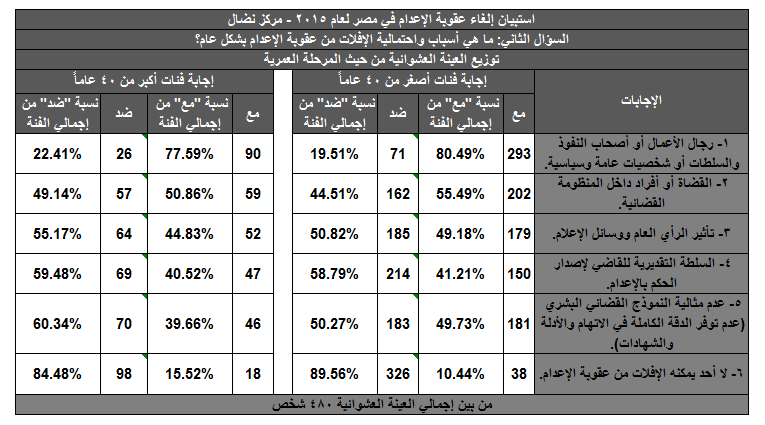 استبيان إلغاء عقوبة الإعدام في مصر لعام ٢٠١٥ - مركز نضال
السؤال الثاني: ما هي أسباب واحتمالية الإفلات من عقوبة الإعدام بشكل عام؟
توزيع العينة العشوائية من حيث المرحلة العمرية
الإجابات إجابة فئات أصغر من ٤٠ عاماً إجابة فئات أكبر من ٤٠ عاماً
مع نسبة "مع" من إجمالي الفئة ضد نسبة "ضد" من إجمالي الفئة مع نسبة "مع" من إجمالي الفئة ضد نسبة "ضد" من إجمالي الفئة
١- رجال الأعمال أو أصحاب النفوذ
والسلطات أو شخصيات عامة وسياسية.
293 80.49% 71 19.51% 90 77.59% 26 22.41%
٢- القضاة أو أفراد داخل المنظومة
القضائية.
202 55.49% 162 44.51% 59 50.86% 57 49.14%
٣- تأثير الرأي العام ووسائل الإعلام.
179 49.18% 185 50.82% 52 44.83% 64 55.17%
٤- السلطة التقديرية للقاضي لإصدار
الحكم بالإعدام.
150 41.21% 214 58.79% 47 40.52% 69 59.48%
٥- عدم مثالية النموذج القضائي البشري
(عدم توفر الدقة الكاملة في الاتهام والأدلة
والشهادات).
181 49.73% 183 50.27% 46 39.66% 70 60.34%
٦- لا أحد يمكنه الإفلات من عقوبة الإعدام.
38 10.44% 326 89.56% 18 15.52% 98 84.48%
من بين إجمالي العينة العشوائية ٤٨٠ شخص